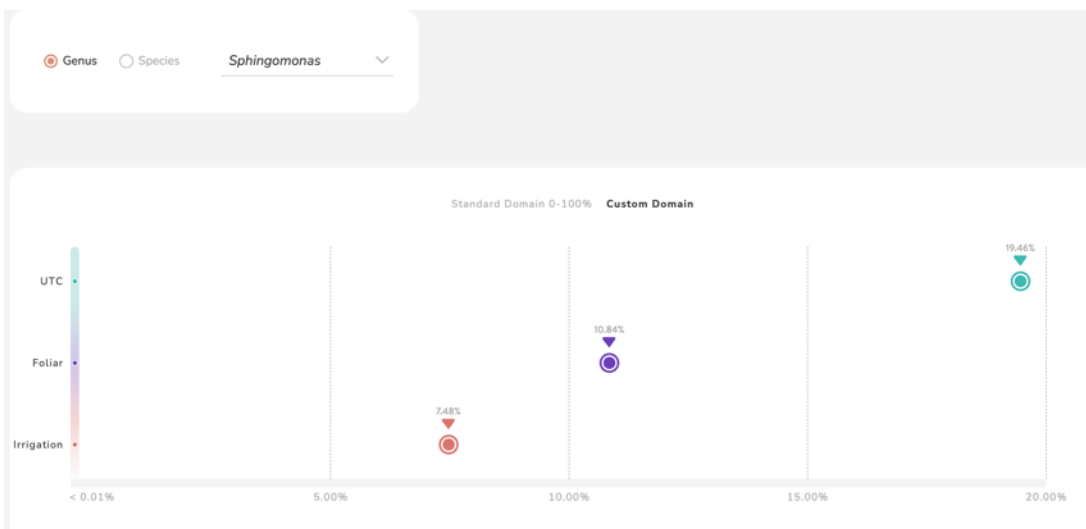 Genus Species Sphingomonas
Standard Domain 0-100% Custom Domain
19.46%
UTC
10.84%
Foliar
7.48%
Irrigation
< 0.01% 5.00% 10.00% 15.00% 20.00%